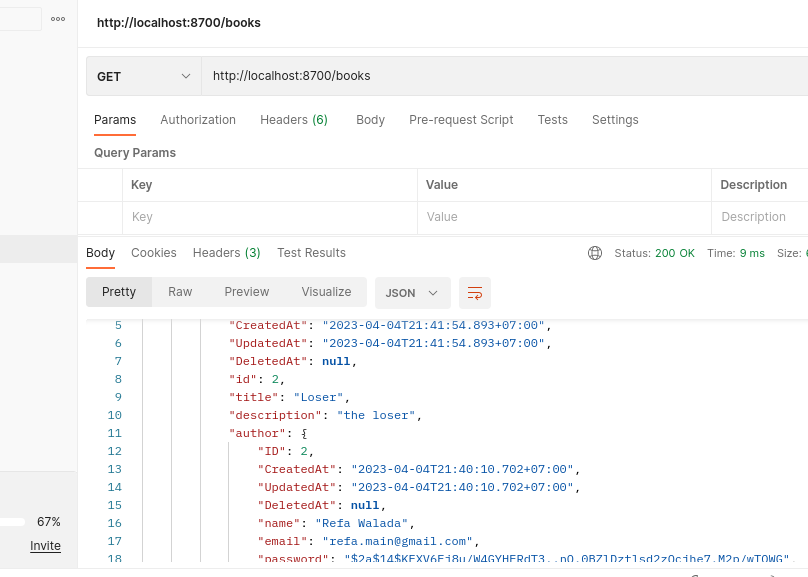 http://localhost:8700/books
GET http://localhost:8700/books
Params Authorization Headers (6) Body Pre-request Script Tests Settings
Query Params
Key Value Description
Key Value Description
Body Cookies Headers (3) Test Results Status: 200 OK Time: 9 ms Size:
Pretty Raw Preview Visualize JSON
5 "CreatedAt": "2023-04-04T21:41:54.893+07:00",
6 "UpdatedAt": "2023-04-04T21:41:54.893+07:00",
7 "DeletedAt": null,
8 "id": 2,
9 "title": "Loser",
10 "description": "the loser",
11 "author": {
12 "ID": 2,
13 "CreatedAt": "2023-04-04T21:40:10.702+07:00",
14 "UpdatedAt": "2023-04-04T21:40:10.702+07:00",
15 "DeletedAt": null,
16 "name": "Refa Walada",
17 "email": "refa.main@gmail.com",
18 "password":
67%
Invite